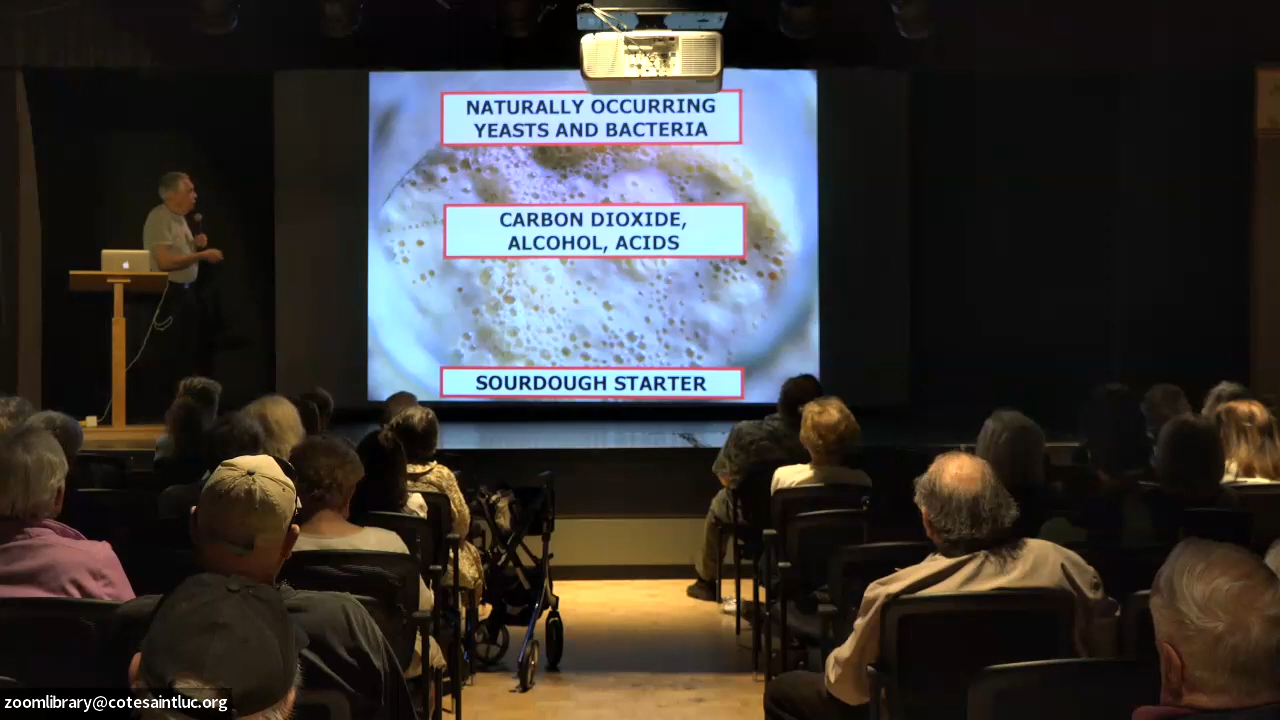 NATURALLY OCCURRING
YEASTS AND BACTERIA
CARBON DIOXIDE,
ALCOHOL, ACIDS
SOURDOUGH STARTER
zoomlibrary@cotesaintluc.org